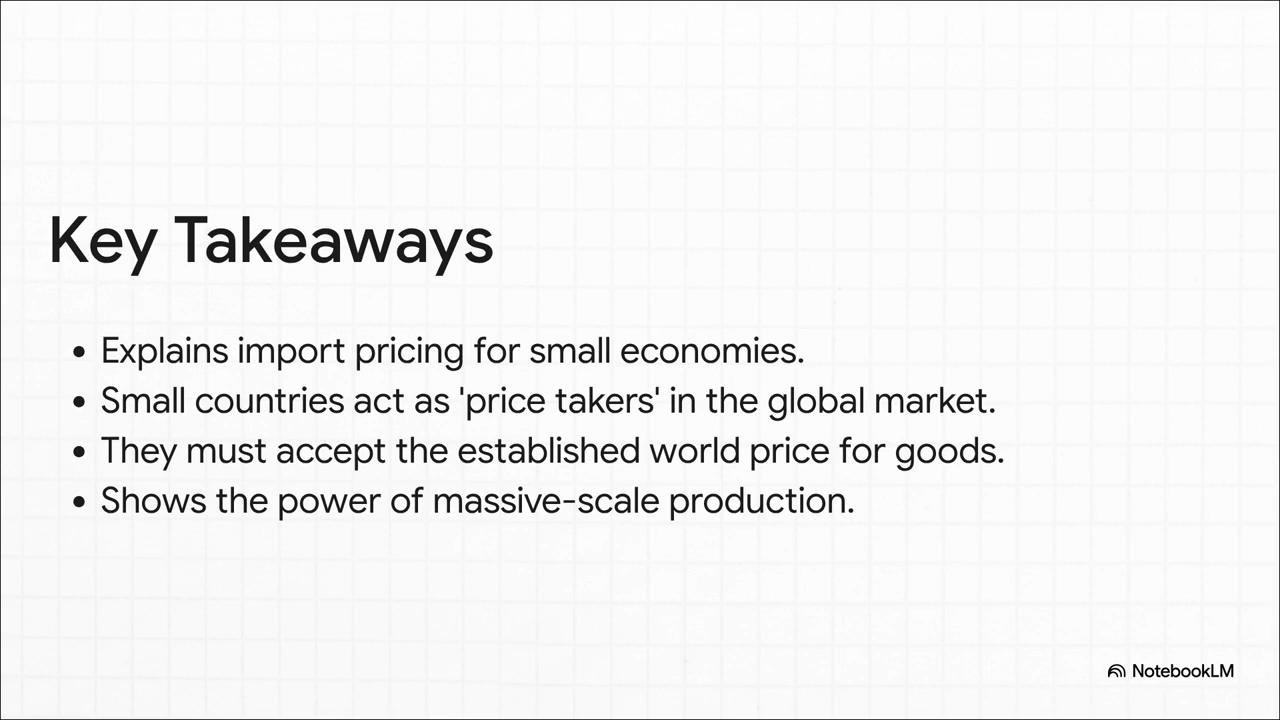 Key Takeaways
• Explains import pricing for small economies.
• Small countries act as 'price takers' in the global market.
• They must accept the established world price for goods.
• Shows the power of massive-scale production.
NotebookLM